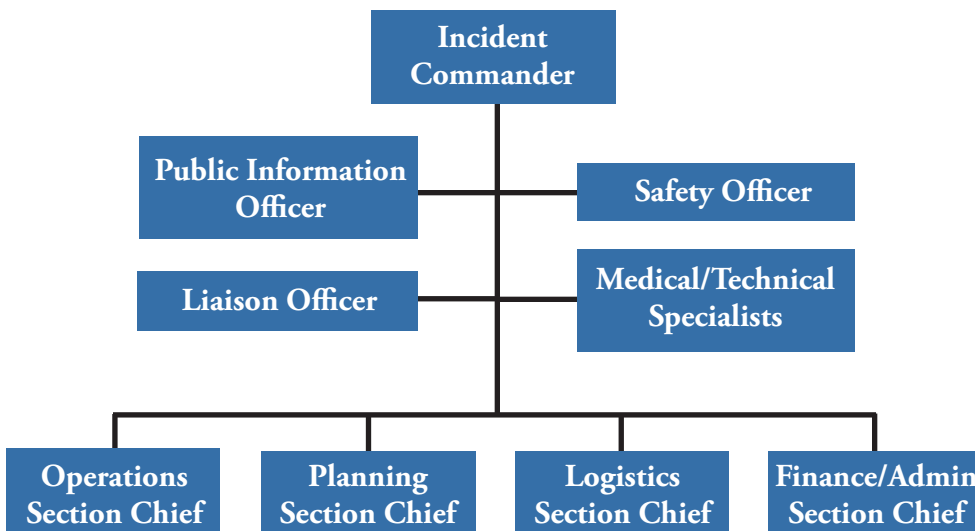 Incident
Commander
Public Information
Officer
Safety Officer
Liaison Officer
Medical/Technical
Specialists
Operations
Section Chief
Planning
Section Chief
Logistics
Section Chief
Finance/Admin
Section Chief